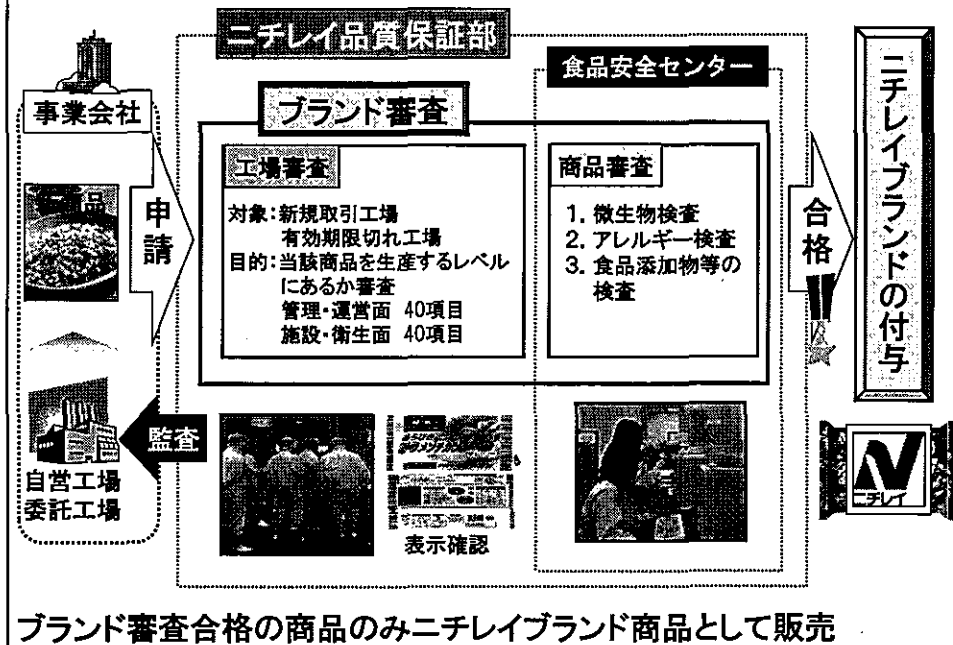 ニチレイ品質保証部
食品安全センター
事業会社
ブランド審査
工場審査
対象：新規取引工場
有効期限切れ工場
目的：当該商品を生産するレベル
にあるか審査
管理・運営面 40項目
施設・衛生面 40項目
商品審査
1. 微生物検査
2. アレルギー検査
3. 食品添加物等の
検査
申請
合格
ニチレイブランドの付与
監査
自営工場
委託工場
表示確認
ニチレイ
ブランド審査合格の商品のみニチレイブランド商品として販売